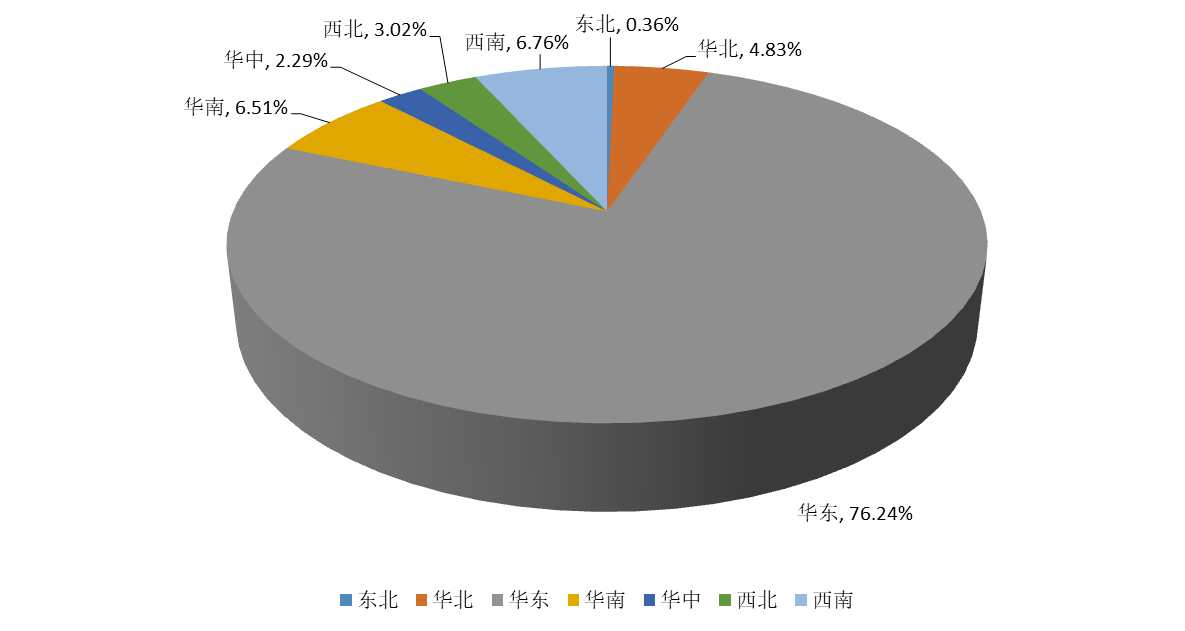 东北, 0.36%
西北, 3.02%
西南, 6.76%
华北, 4.83%
华中, 2.29%
华南, 6.51%
华东, 76.24%
东北 华北 华东 华南 华中 西北 西南